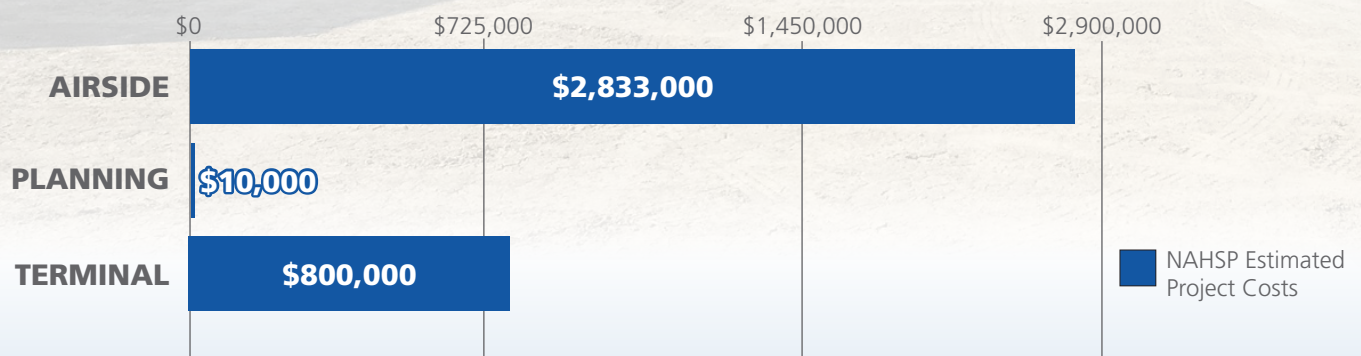 $0 $725,000 $1,450,000 $2,900,000
AIRSIDE $2,833,000
PLANNING $10,000
TERMINAL $800,000
NAHSP Estimated
Project Costs